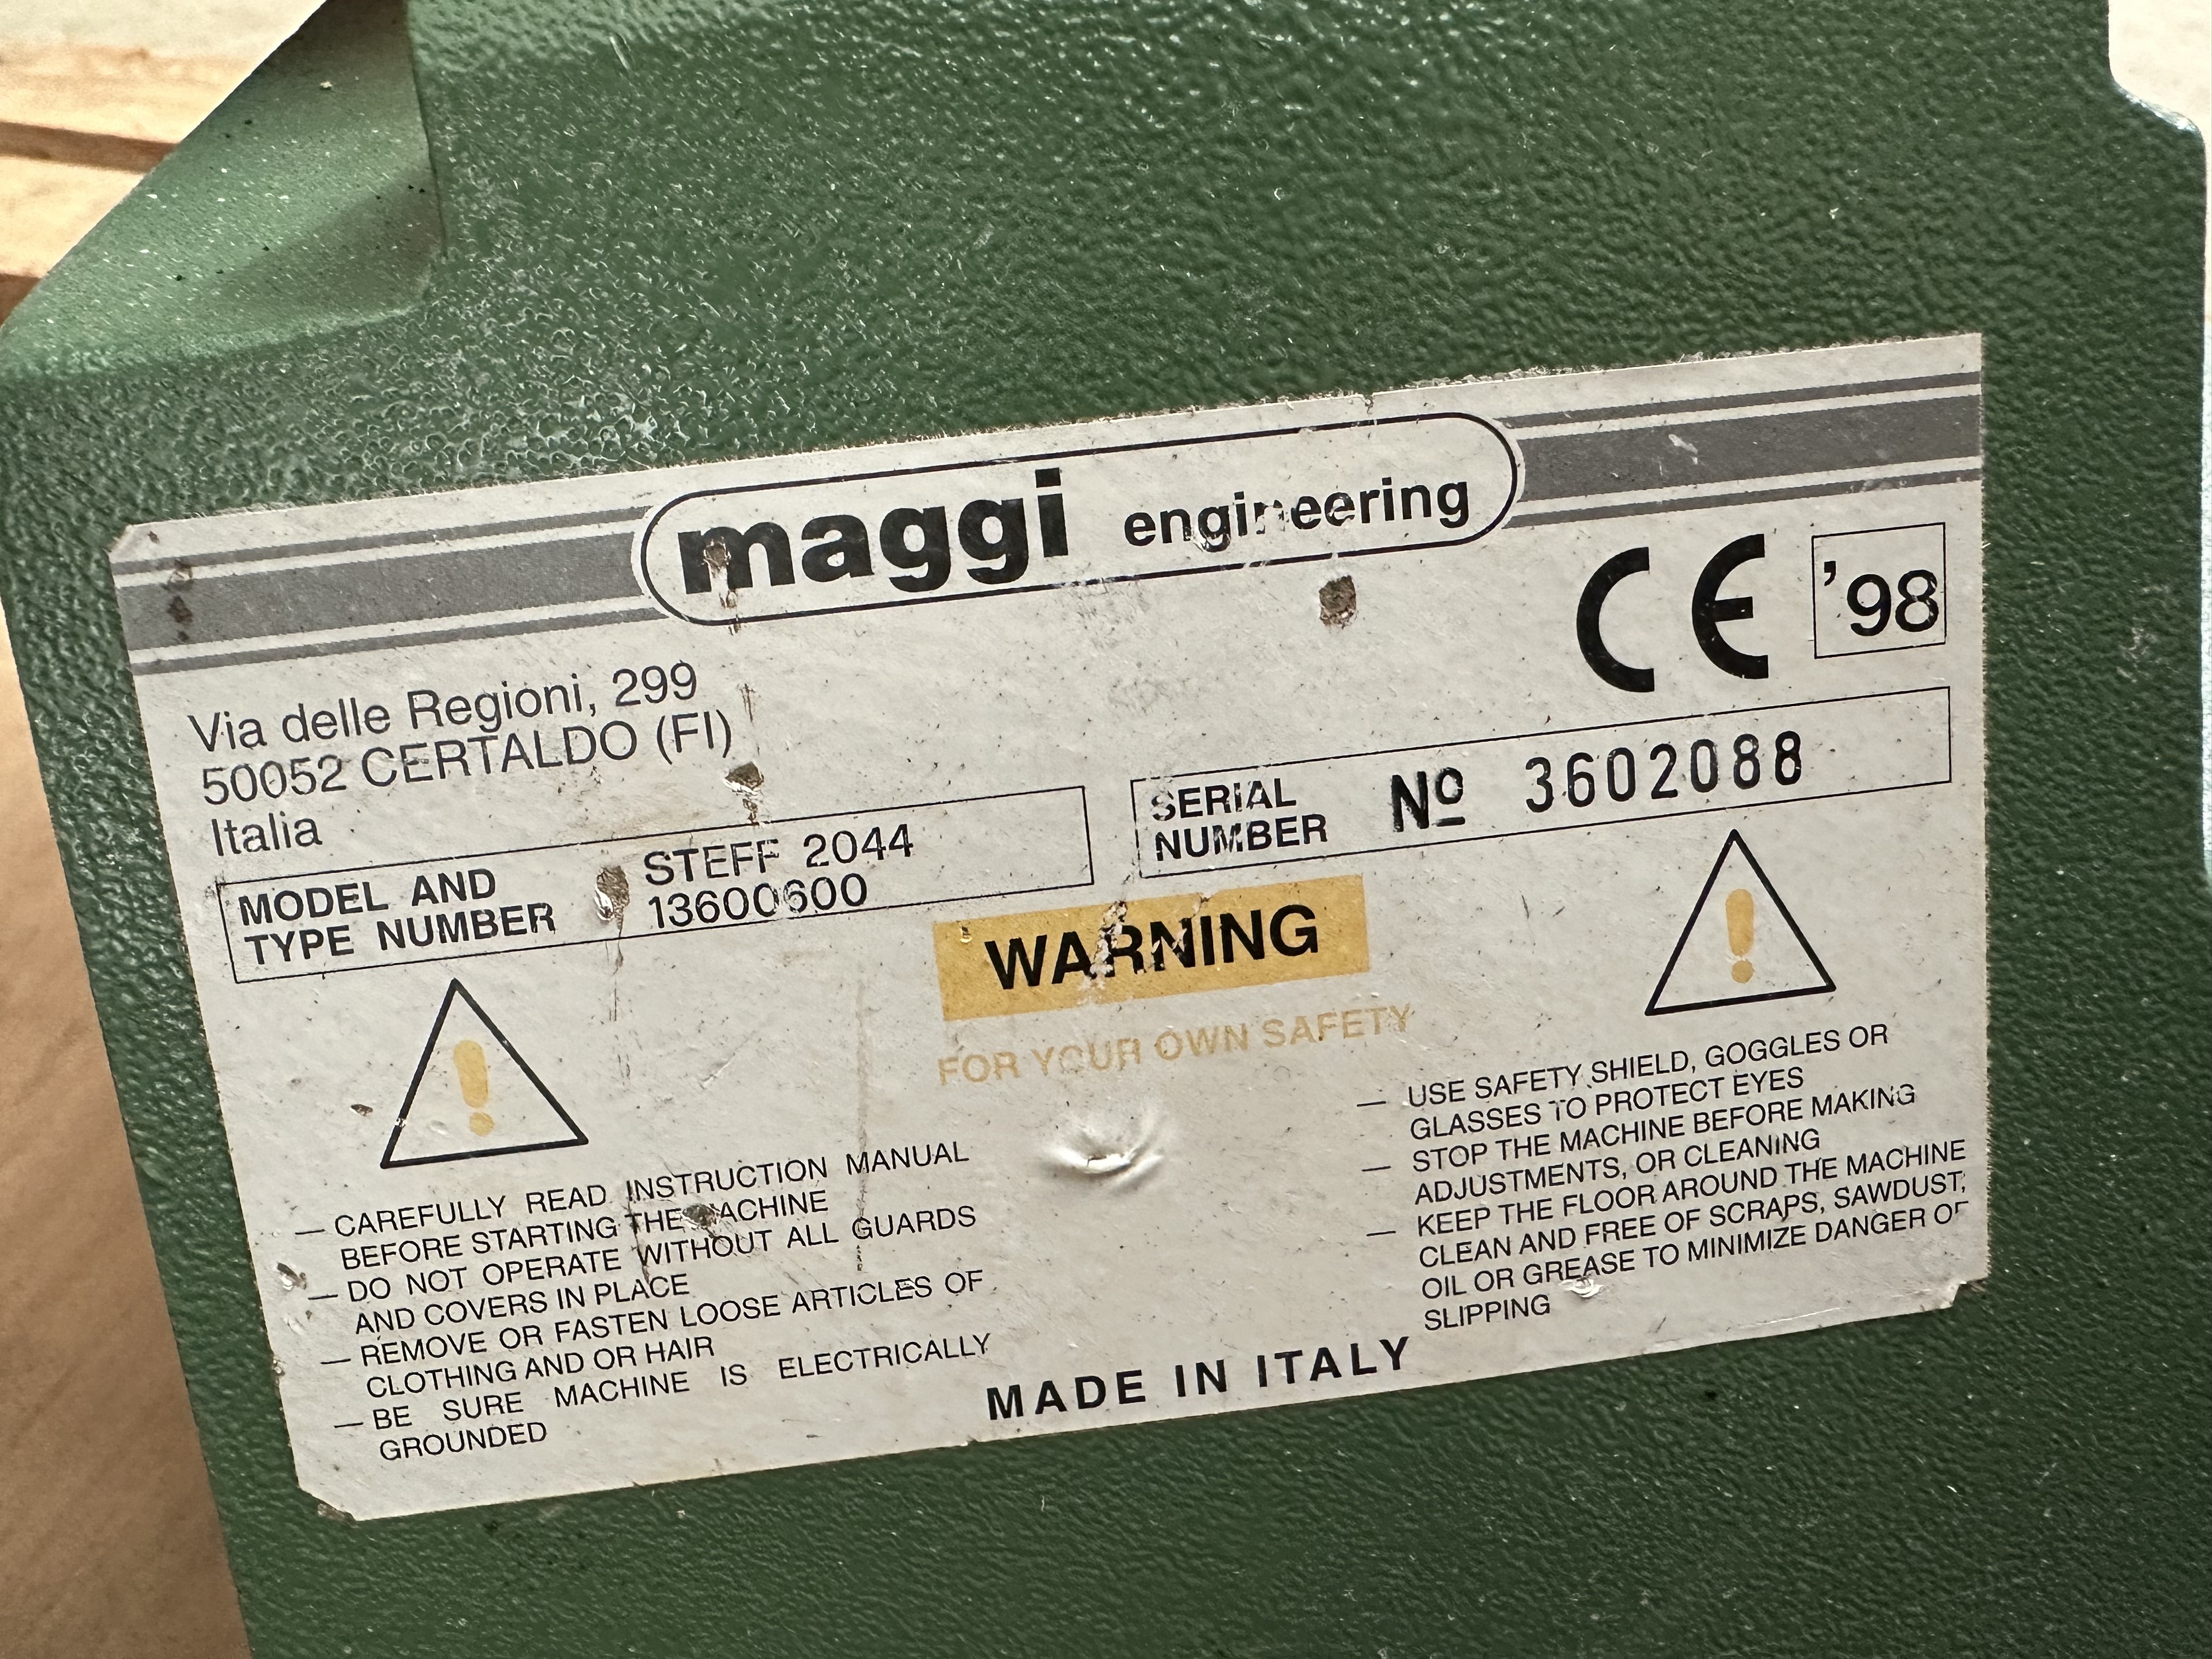 maggi engineering
CE '98
Via delle Regioni, 299
50052 CERTALDO (FI)
Italia
MODEL AND
TYPE NUMBER
STEFF 2044
13600600
SERIAL
NUMBER
Nº 3602088
WARNING
FOR YOUR OWN SAFETY
— CAREFULLY READ INSTRUCTION MANUAL
BEFORE STARTING THE MACHINE
— DO NOT OPERATE WITHOUT ALL GUARDS
AND COVERS IN PLACE
— REMOVE OR FASTEN LOOSE ARTICLES OF
CLOTHING AND OR HAIR
— BE SURE MACHINE IS ELECTRICALLY
GROUNDED
— USE SAFETY SHIELD, GOGGLES OR
GLASSES TO PROTECT EYES
— STOP THE MACHINE BEFORE MAKING
ADJUSTMENTS, OR CLEANING
— KEEP THE FLOOR AROUND THE MACHINE
CLEAN AND FREE OF SCRAPS, SAWDUST,
OIL OR GREASE TO MINIMIZE DANGER OF
SLIPPING
MADE IN ITALY